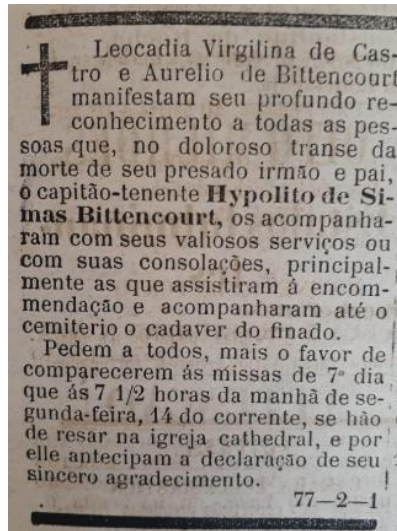 Leocadia Virgilina de Cas-
tro e Aurelio de Bittencourt
manifestam seu profundo re-
conhecimento a todas as pes-
soas que, no doloroso transe da
morte de seu presado irmão e pai,
o capitão-tenente Hypolito de Si-
mas Bittencourt, os acompanha-
ram com seus valiosos serviços ou
com suas consolações, principal-
mente as que assistiram á encom-
mendação e acompanharam até o
cemiterio o cadaver do finado.
Pedem a todos, mais o favor de
comparecerem ás missas de 7º dia
que ás 7 1/2 horas da manhã de se-
gunda-feira, 14 do corrente, se hão
de resar na igreja cathedral, e por
elle antecipam a declaração de seu
sincero agradecimento.
77-2-1